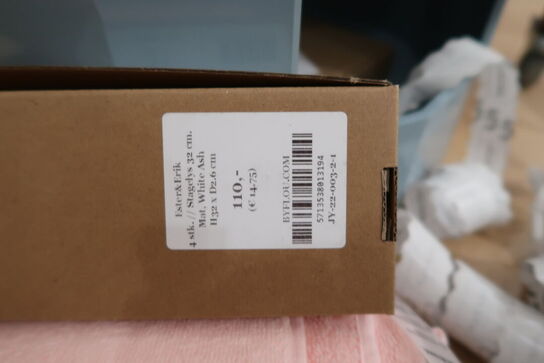 Ester&Erik
4 stk. // Stagelys 32 cm.
Mat. White Ash
H32 x D2.6 cm
110,-
(€ 14.75)
BYFLOU.COM
5713538013194
JY-22-003-2-1